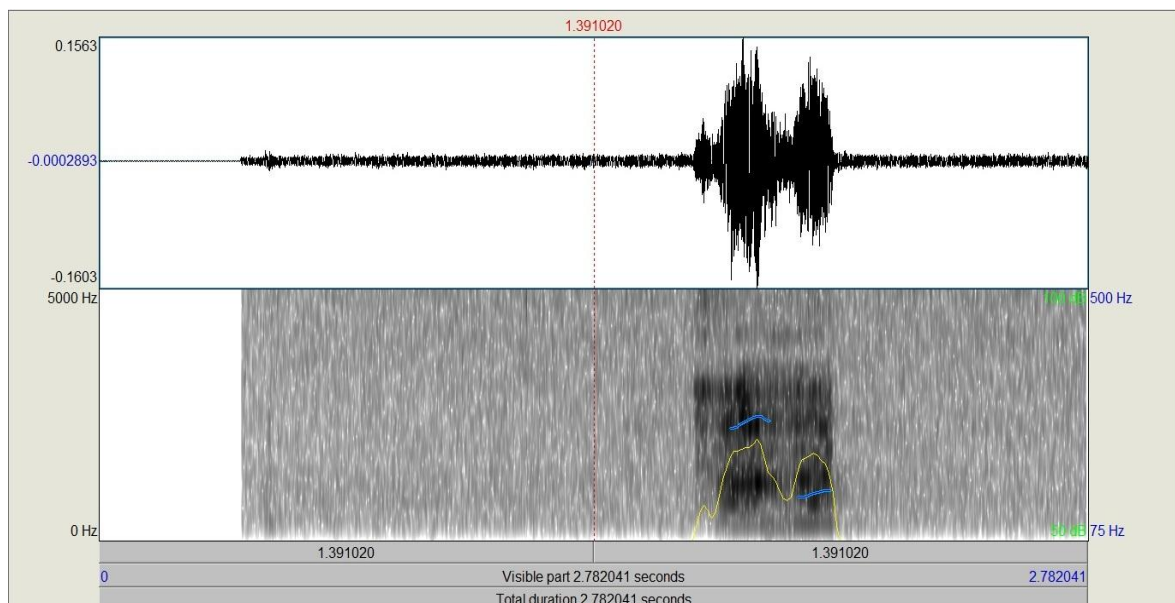 1.391020
0.1563
-0.0002893
-0.1603
5000 Hz 500 Hz
0 Hz 50 dB 75 Hz
1.391020 1.391020
0 Visible part 2.782041 seconds 2.782041
Total duration 2.782041 seconds